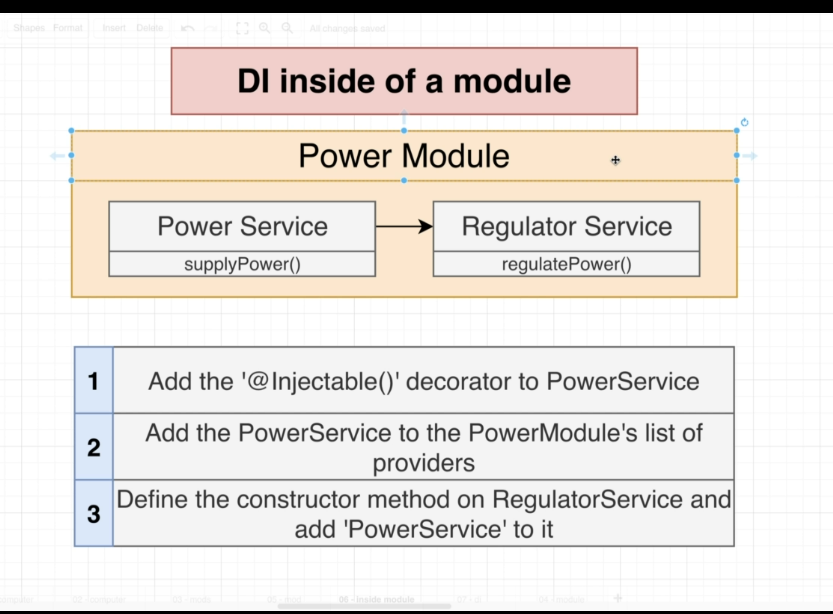 Shapes Format Insert Delete All changes saved
DI inside of a module
Power Module
Power Service
Regulator Service
supplyPower()
regulatePower()
1
Add the '@Injectable()' decorator to PowerService
2
Add the PowerService to the PowerModule's list of
providers
3
Define the constructor method on RegulatorService and
add 'PowerService' to it
02 - computer
06 - inside module